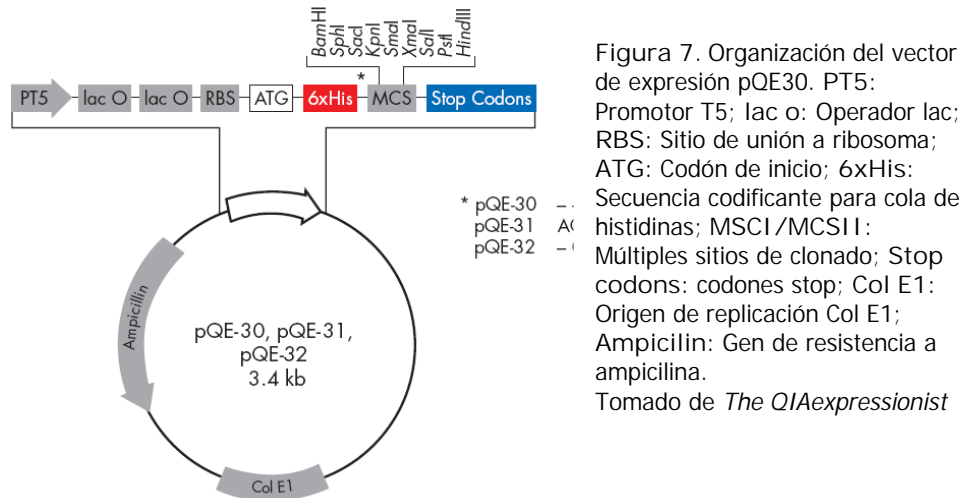 BamHI
SphI
SacI
KpnI
SmaI
XmaI
SalI
PstI
HindIII
*
PT5 lac O lac O RBS ATG 6xHis MCS Stop Codons
* pQE-30 –
pQE-31
pQE-32 –
Ampicillin
pQE-30, pQE-31,
pQE-32
3.4 kb
Col E1
Figura 7. Organización del vector
de expresión pQE30. PT5:
Promotor T5; lac o: Operador lac;
RBS: Sitio de unión a ribosoma;
ATG: Codón de inicio; 6xHis:
Secuencia codificante para cola de
histidinas; MSCI/MCSII:
Múltiples sitios de clonado; Stop
codons: codones stop; Col E1:
Origen de replicación Col E1;
Ampicilin: Gen de resistencia a
ampicilina.
Tomado de The QIAexpressionist